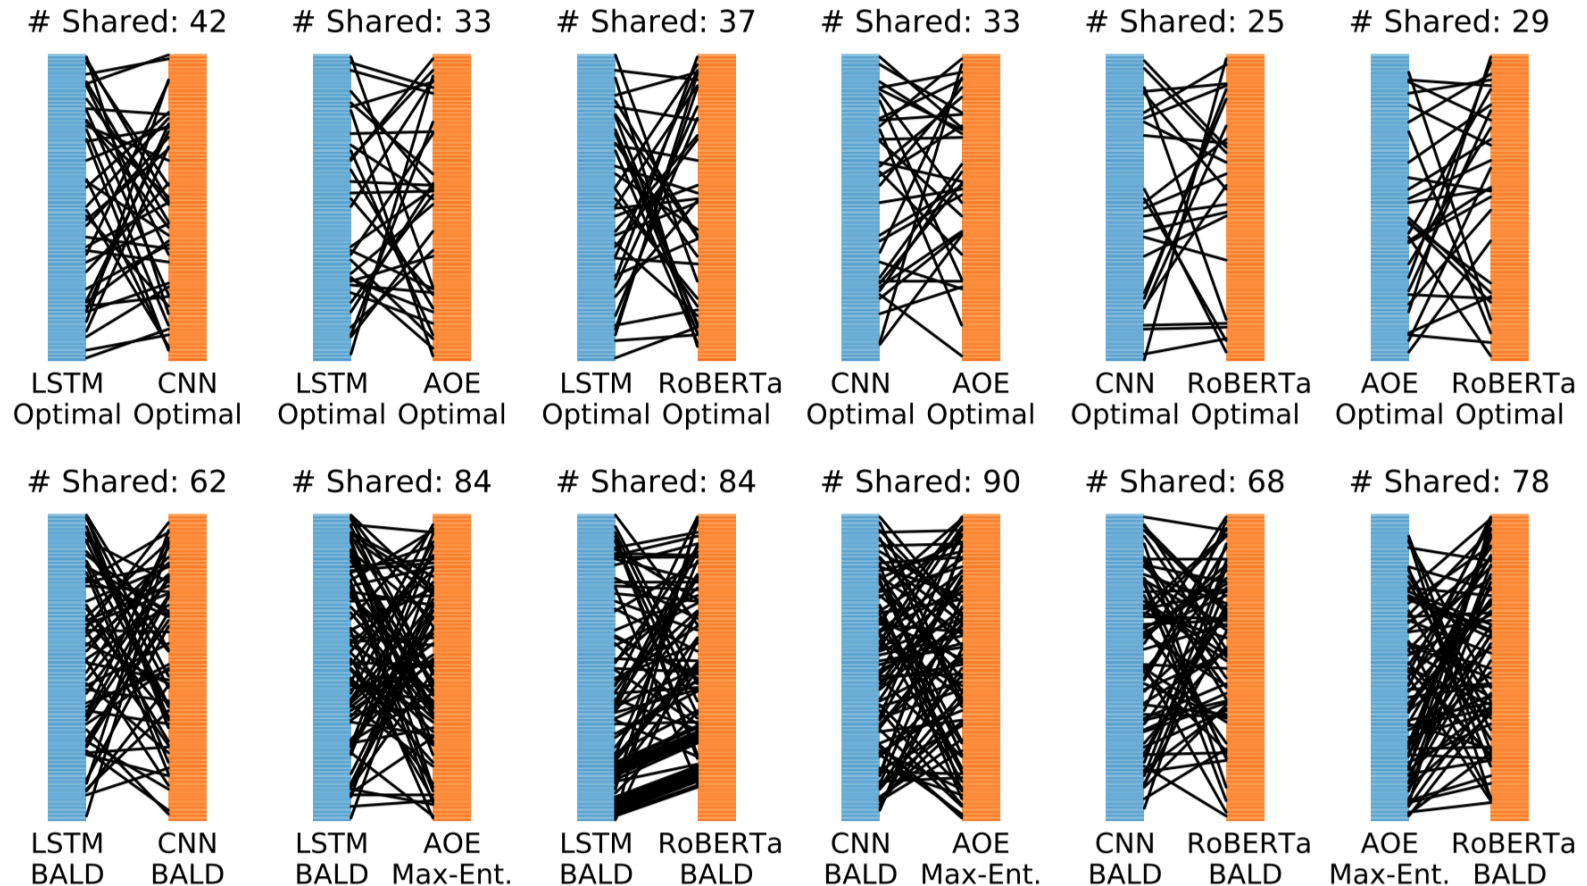 # Shared: 42 # Shared: 33 # Shared: 37 # Shared: 33 # Shared: 25 # Shared: 29
LSTM CNN LSTM AOE LSTM RoBERTa CNN AOE CNN RoBERTa AOE RoBERTa
Optimal Optimal Optimal Optimal Optimal Optimal Optimal Optimal Optimal Optimal Optimal Optimal
# Shared: 62 # Shared: 84 # Shared: 84 # Shared: 90 # Shared: 68 # Shared: 78
LSTM CNN LSTM AOE LSTM RoBERTa CNN AOE CNN RoBERTa AOE RoBERTa
BALD BALD BALD Max-Ent. BALD BALD BALD Max-Ent. BALD BALD Max-Ent. BALD